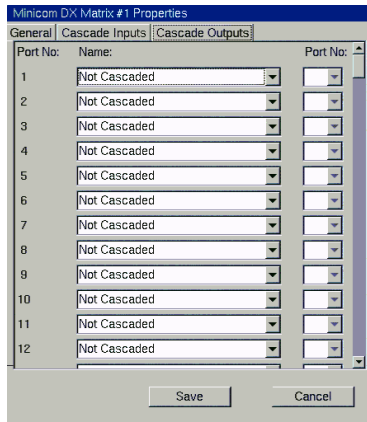 Minicom DX Matrix #1 Properties
General Cascade Inputs Cascade Outputs
Port No: Name: Port No:
1 Not Cascaded
2 Not Cascaded
3 Not Cascaded
4 Not Cascaded
5 Not Cascaded
6 Not Cascaded
7 Not Cascaded
8 Not Cascaded
9 Not Cascaded
10 Not Cascaded
11 Not Cascaded
12 Not Cascaded
Save Cancel